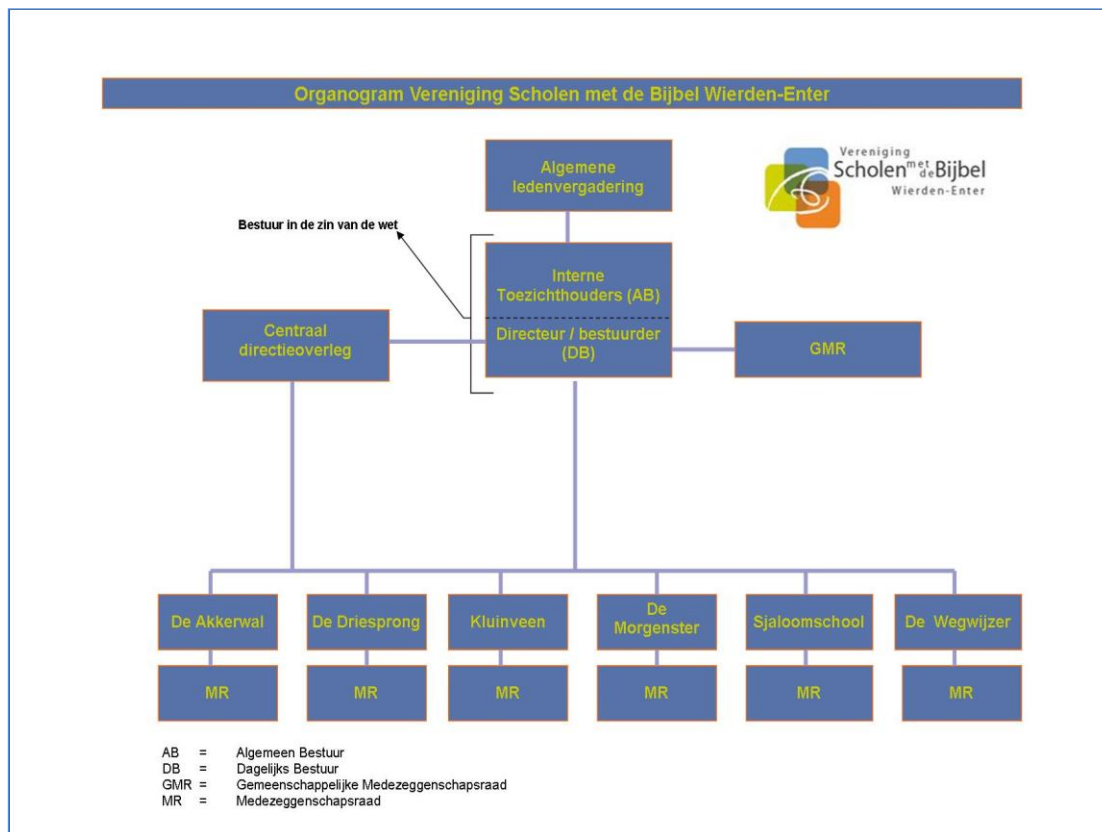 Organogram Vereniging Scholen met de Bijbel Wierden-Enter
Vereniging
Scholen met de Bijbel
Wierden-Enter
Algemene
ledenvergadering
Bestuur in de zin van de wet
Interne
Toezichthouders (AB)
Directeur / bestuurder
(DB)
Centraal
directieoverleg
GMR
De Akkerwal
De Driesprong
Kluinveen
De
Morgenster
Sjaloomschool
De Wegwijzer
MR
MR
MR
MR
MR
MR
AB = Algemeen Bestuur
DB = Dagelijks Bestuur
GMR = Gemeenschappelijke Medezeggenschapsraad
MR = Medezeggenschapsraad